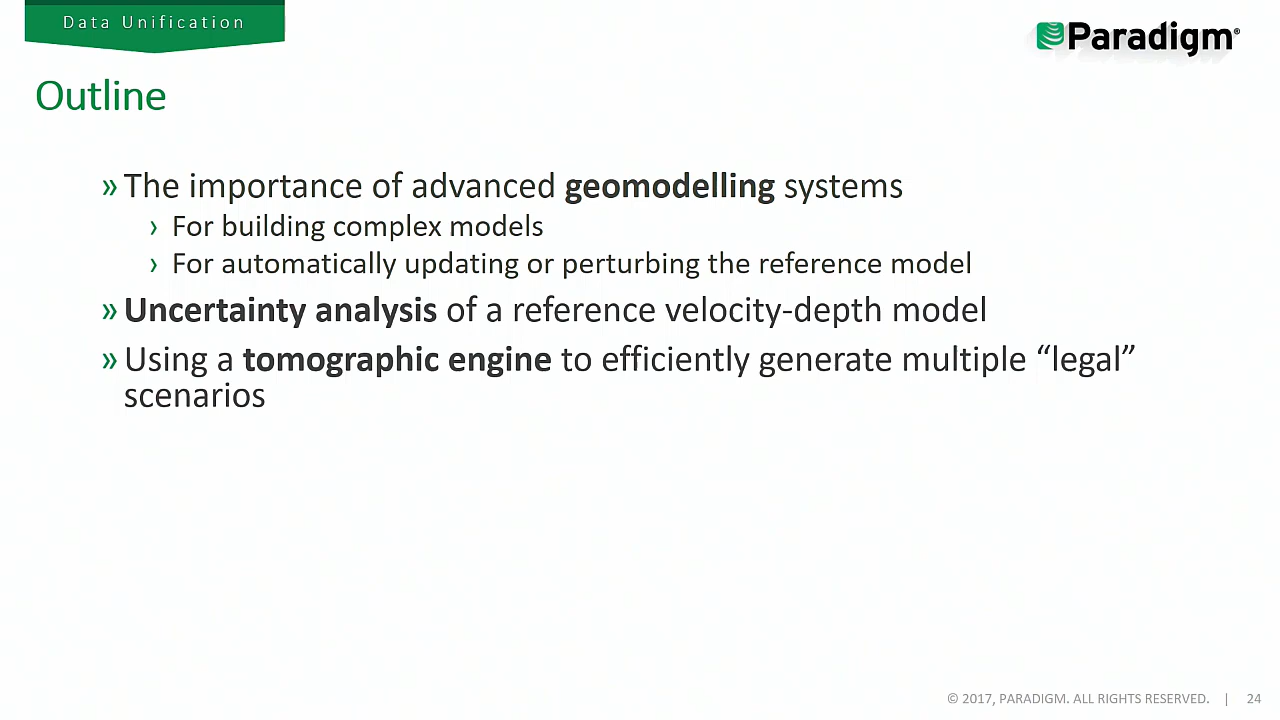 Data Unification
Paradigm®
Outline
» The importance of advanced geomodelling systems
› For building complex models
› For automatically updating or perturbing the reference model
» Uncertainty analysis of a reference velocity-depth model
» Using a tomographic engine to efficiently generate multiple “legal”
scenarios
© 2017, PARADIGM. ALL RIGHTS RESERVED. | 24